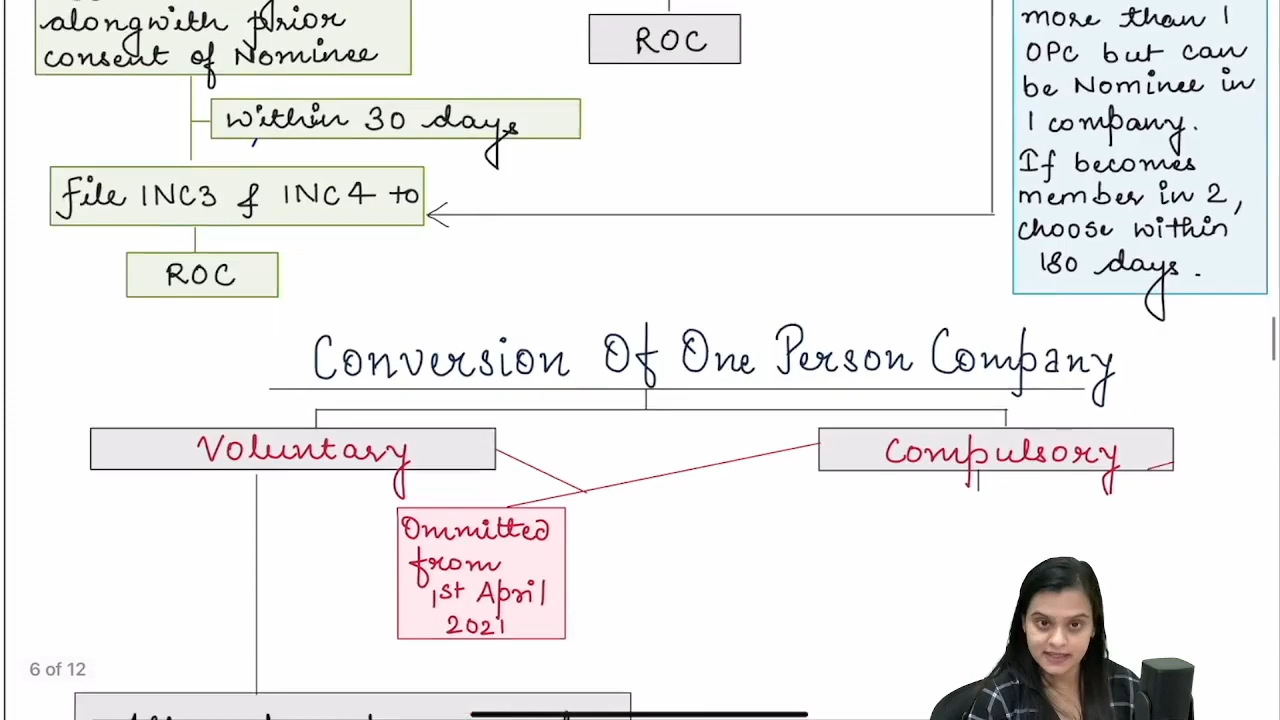 alongwith prior
consent of Nominee
within 30 days
file INC3 & INC4 to
ROC
ROC
more than 1
OPC but can
be Nominee in
1 company.
If becomes
member in 2,
choose within
180 days.
Conversion Of One Person Company
Voluntary
Compulsory
Ommitted
from
1st April
2021
6 of 12